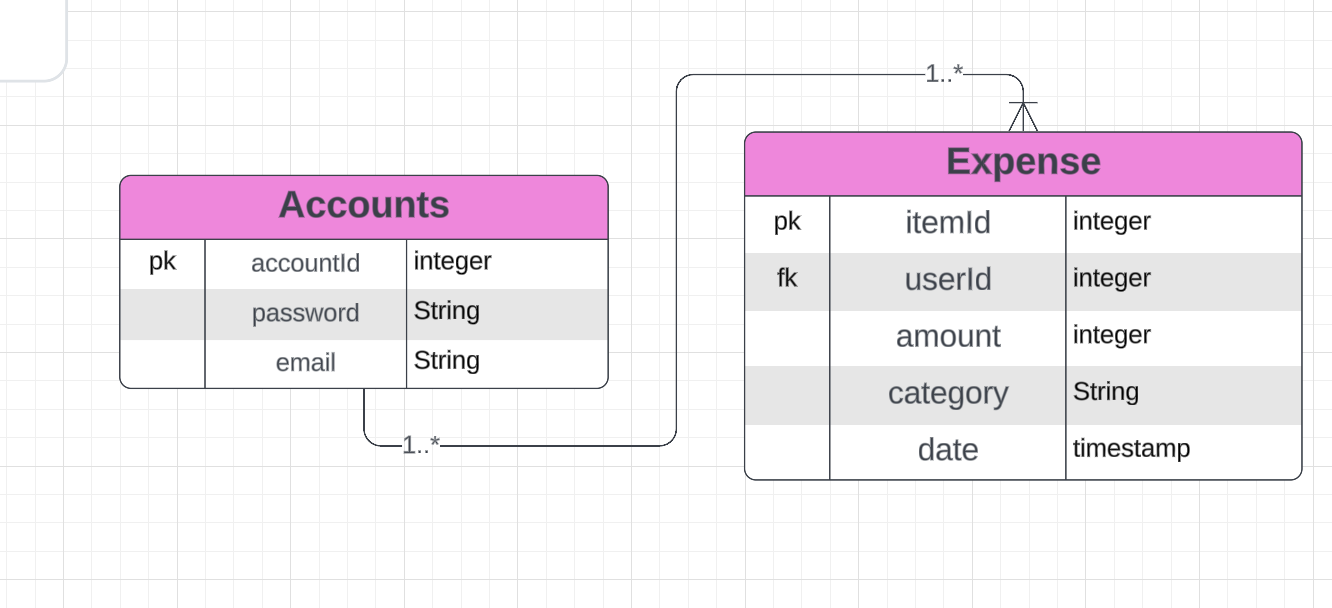 1..*
Expense
pk itemId integer
fk userId integer
amount integer
category String
date timestamp
Accounts
pk accountId integer
password String
email String
1..*